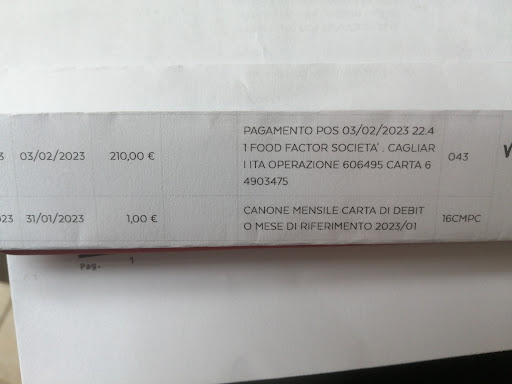 PAGAMENTO POS 03/02/2023 22.4
3 03/02/2023 210,00 € 1 FOOD FACTOR SOCIETA' . CAGLIAR 043
I ITA OPERAZIONE 606495 CARTA 6
4903475
023 31/01/2023 1,00 € CANONE MENSILE CARTA DI DEBIT 16CMPC
O MESE DI RIFERIMENTO 2023/01
Pag. 1